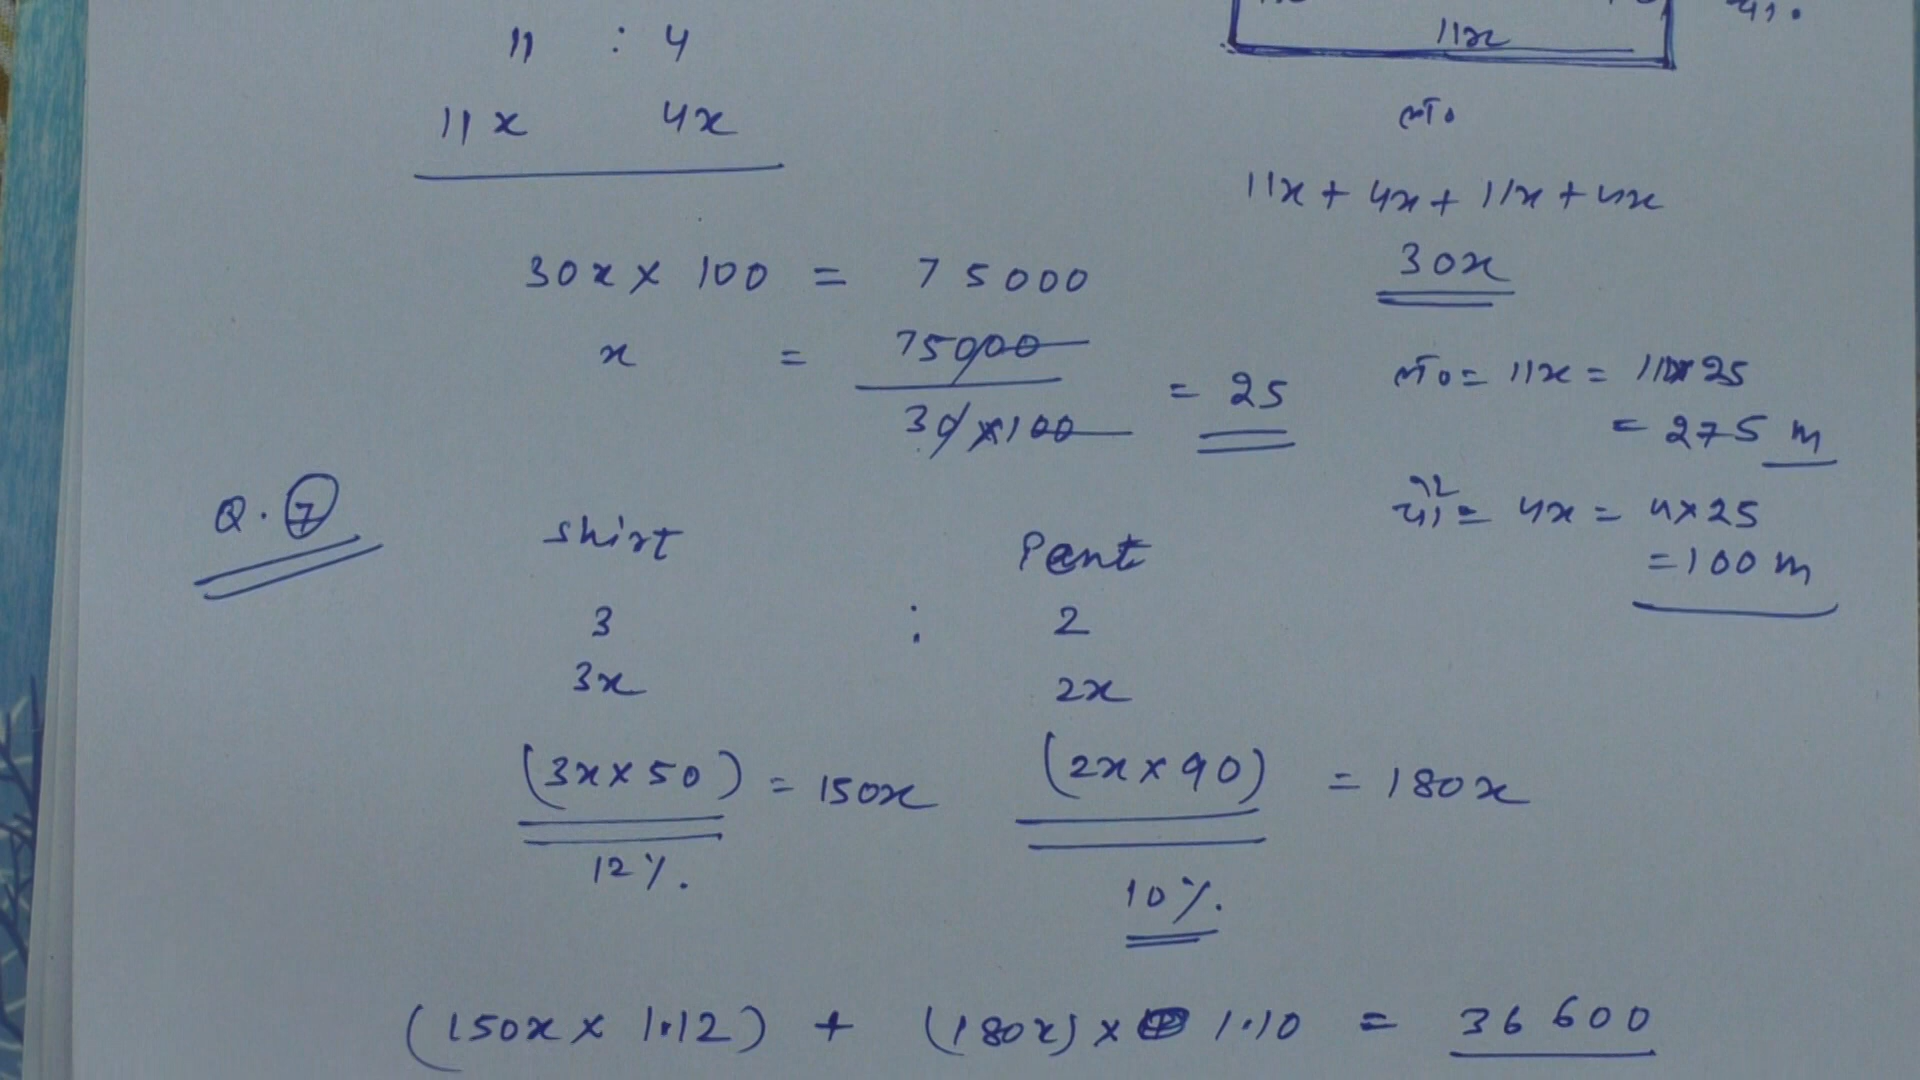 11 : 4
11x 4x
11x
ला०
11x + 4x + 11x + 4x
30x
30x × 100 = 75000
x = 75000 / 30 × 100 = 25
ला० = 11x = 11 × 25
= 275 m
चौ = 4x = 4 × 25
= 100 m
Q. 7
Shirt Pant
3 : 2
3x 2x
(3x × 50) = 150x (2x × 90) = 180x
12%. 10%.
(150x × 1.12) + (180x) × 1.10 = 36600